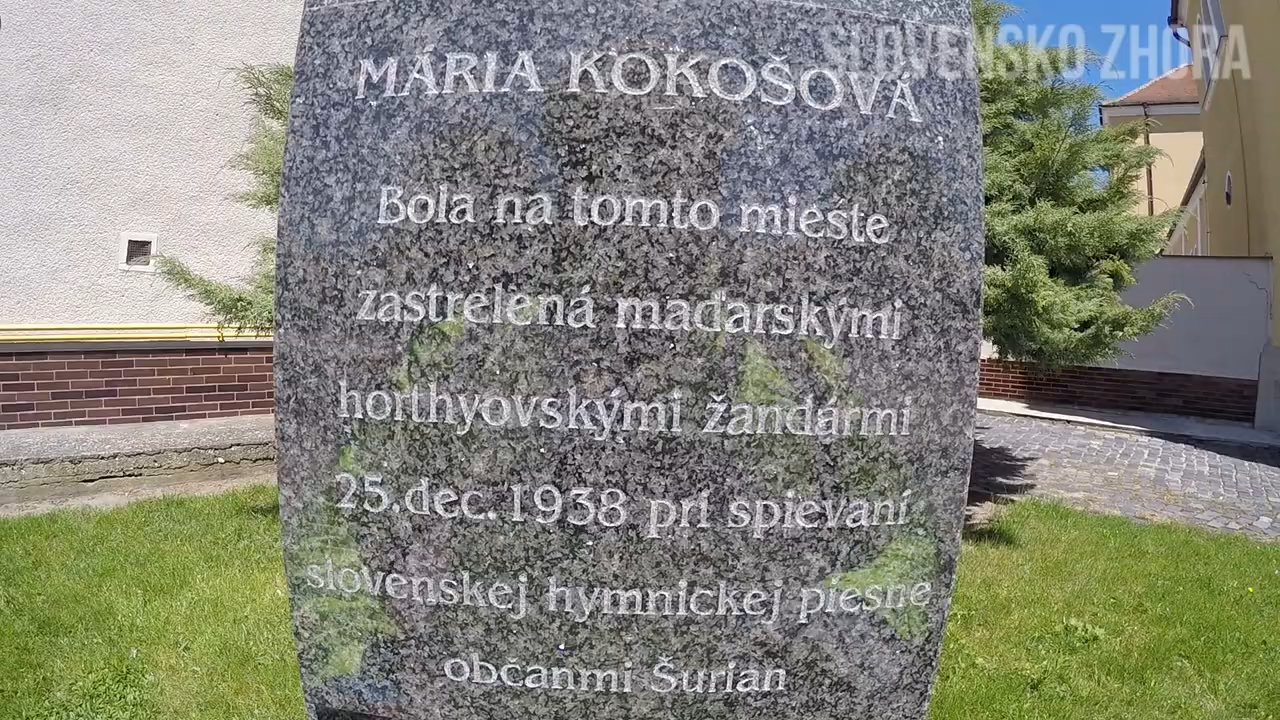 SLOVENSKO ZHORA
MÁRIA KOKOŠOVÁ
Bola na tomto mieste
zastrelená maďarskými
horthyovskými žandármi
25.dec.1938 pri spievaní
slovenskej hymnickej piesne
občanmi Šurian